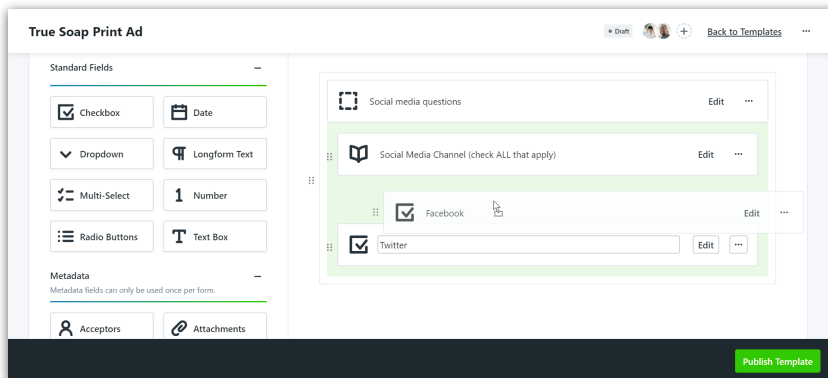 True Soap Print Ad
Draft
Back to Templates
Standard Fields
Checkbox
Date
Dropdown
Longform Text
Multi-Select
1 Number
Radio Buttons
Text Box
Metadata
Metadata fields can only be used once per form.
Acceptors
Attachments
Social media questions
Edit
Social Media Channel (check ALL that apply)
Edit
Facebook
Edit
Twitter
Edit
Publish Template